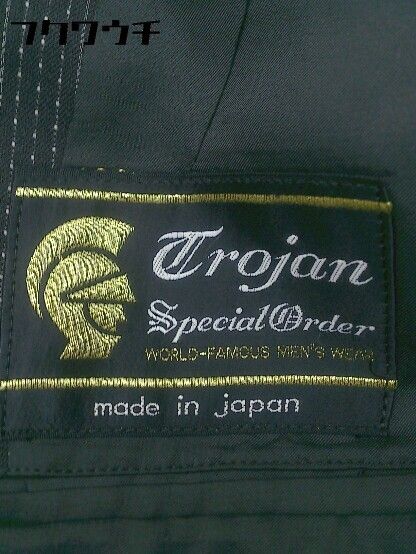 フクワウチ
Trojan
Special Order
WORLD-FAMOUS MEN'S WEAR
made in japan